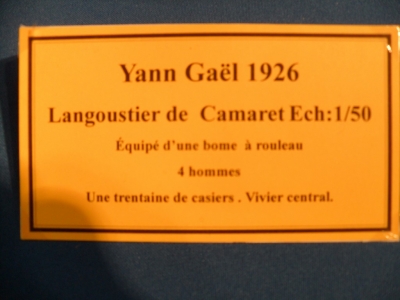 Yann Gaël 1926
Langoustier de Camaret Ech:1/50
Équipé d'une bome à rouleau
4 hommes
Une trentaine de casiers . Vivier central.